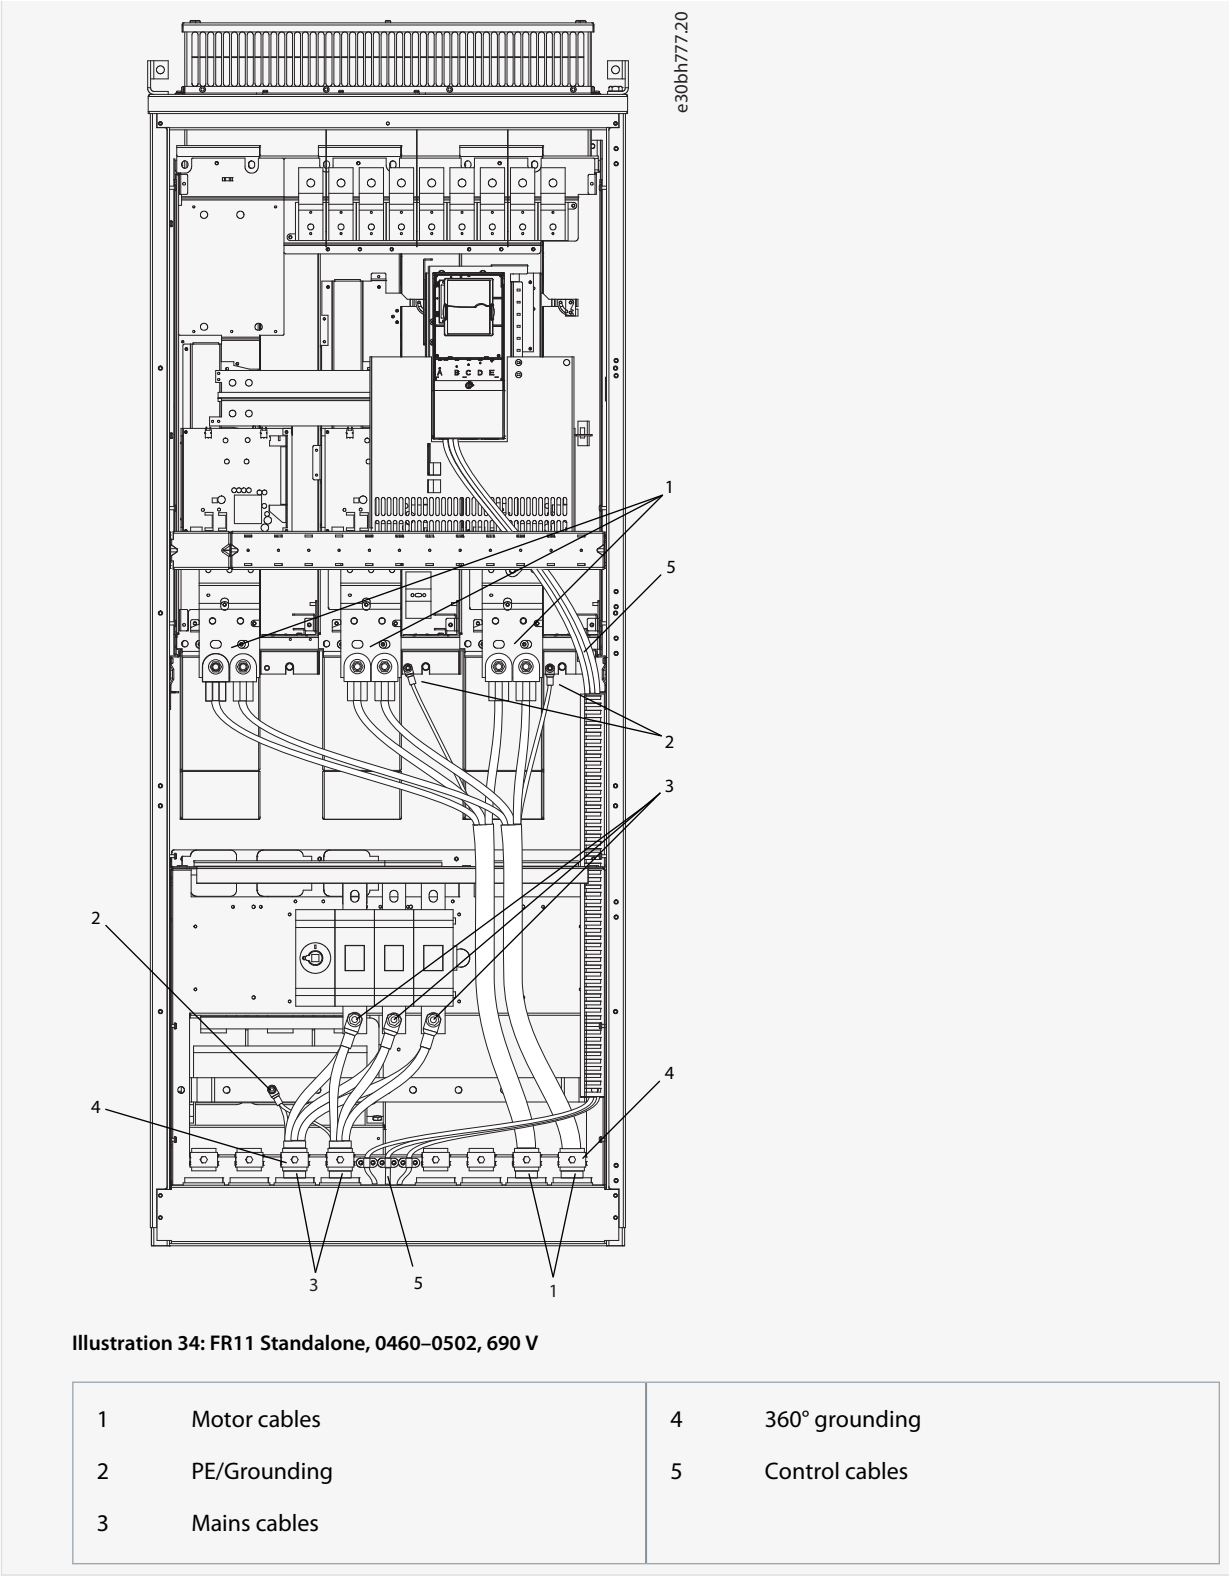 e30bh777.20
A B C D E
1
5
2
3
2
4
4
3
5
1
Illustration 34: FR11 Standalone, 0460–0502, 690 V
1 Motor cables
2 PE/Grounding
3 Mains cables
4 360° grounding
5 Control cables